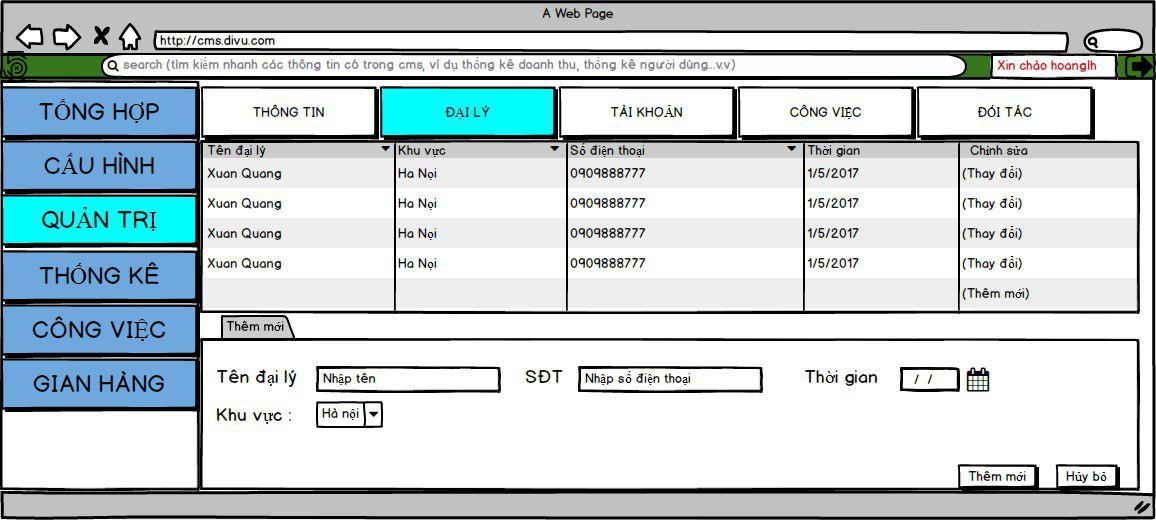 A Web Page
http://cms.divu.com
search (tìm kiếm nhanh các thông tin có trong cms, ví dụ thống kê doanh thu, thống kê người dùng...v.v)
Xin chào hoanglh
TỔNG HỢP
CẤU HÌNH
QUẢN TRỊ
THỐNG KÊ
CÔNG VIỆC
GIAN HÀNG
THÔNG TIN ĐẠI LÝ TÀI KHOẢN CÔNG VIỆC ĐỐI TÁC
Tên đại lý Khu vực Số điện thoại Thời gian Chỉnh sửa
Xuan Quang Ha Nọi 0909888777 1/5/2017 (Thay đổi)
Xuan Quang Ha Nọi 0909888777 1/5/2017 (Thay đổi)
Xuan Quang Ha Nọi 0909888777 1/5/2017 (Thay đổi)
Xuan Quang Ha Nọi 0909888777 1/5/2017 (Thay đổi)
(Thêm mới)
Thêm mới
Tên đại lý Nhập tên SĐT Nhập số điện thoại Thời gian / /
Khu vực : Hà nội
Thêm mới Hủy bỏ